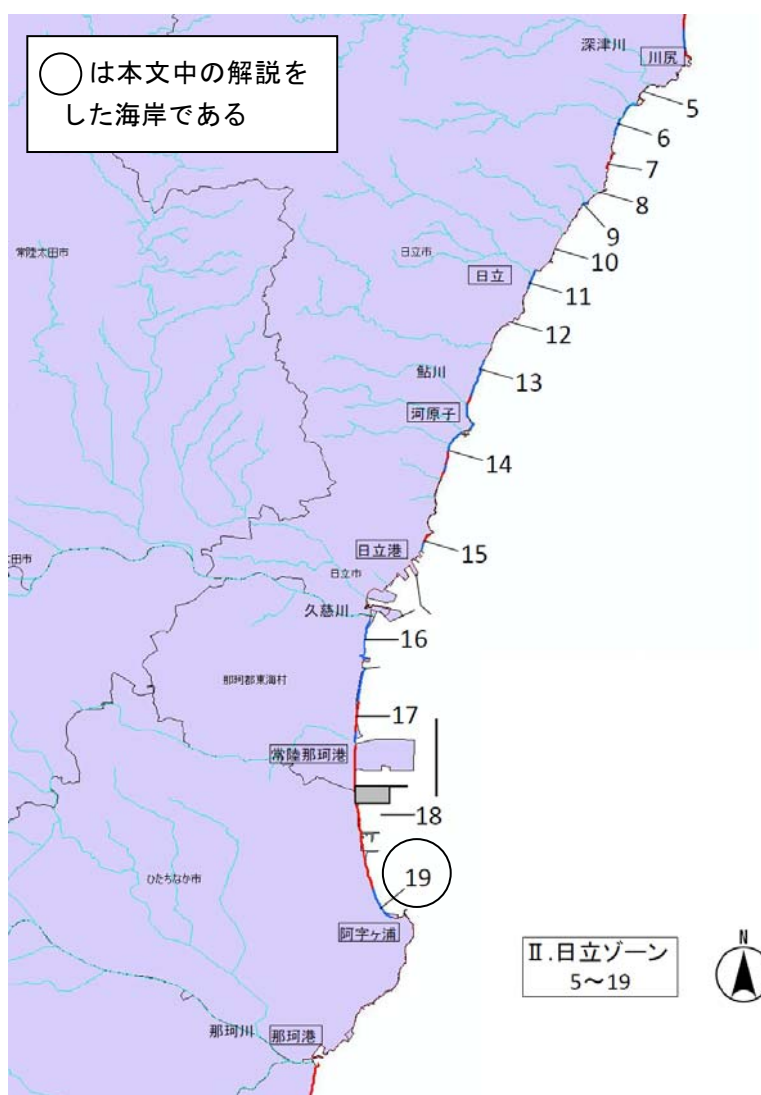 ◯は本文中の解説を
した海岸である
深津川
川尻
5
6
7
8
9
10
常陸太田市
日立市
日立
11
12
鮎川
13
河原子
14
日立港
15
日立市
久慈川
16
那珂郡東海村
17
常陸那珂港
18
ひたちなか市
19
阿字ヶ浦
Ⅱ.日立ゾーン
5～19
N
那珂川
那珂港